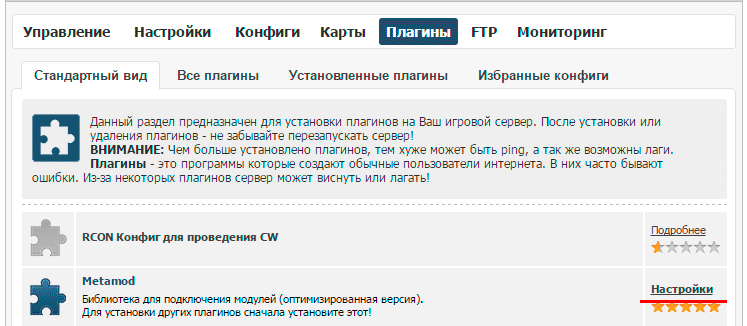 Управление Настройки Конфиги Карты Плагины FTP Мониторинг
Стандартный вид Все плагины Установленные плагины Избранные конфиги
Данный раздел предназначен для установки плагинов на Ваш игровой сервер. После установки или
удаления плагинов - не забывайте перезапускать сервер!
ВНИМАНИЕ: Чем больше установлено плагинов, тем хуже может быть ping, а так же возможны лаги.
Плагины - это программы которые создают обычные пользователи интернета. В них часто бывают
ошибки. Из-за некоторых плагинов сервер может виснуть или лагать!
RCON Конфиг для проведения CW
Подробнее
Metamod
Библиотека для подключения модулей (оптимизированная версия).
Для установки других плагинов сначала установите этот!
Настройки